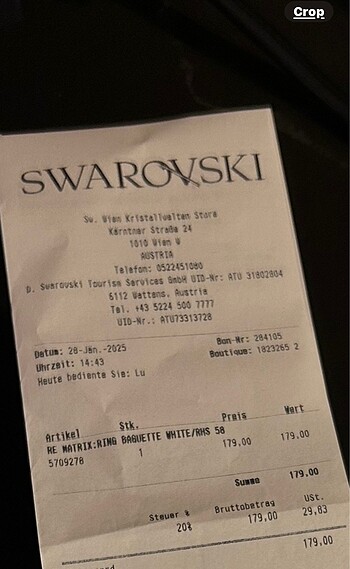 Crop
SWAROVSKI
Sw. Wien Kristallwelten Store
Kärntner Straße 24
1010 Wien W
AUSTRIA
Telefon: 0522451080
D. Swarovski Tourism Services GmbH UID-Nr: ATU 31802804
6112 Wattens, Austria
Tel. +43 5224 500 7777
UID-Nr.: ATU73313728
Datum: 28-Jän.-2025 Bon-Nr: 284105
Uhrzeit: 14:43 Boutique: 1823265 2
Heute bediente Sie: Lu
Artikel Stk. Preis Wert
RE MATRIX:RING BAGUETTE WHITE/RHS 58
5709278 1 179.00 179.00
Summe 179.00
Steuer % Bruttobetrag USt.
20% 179,00 29,83
179.00